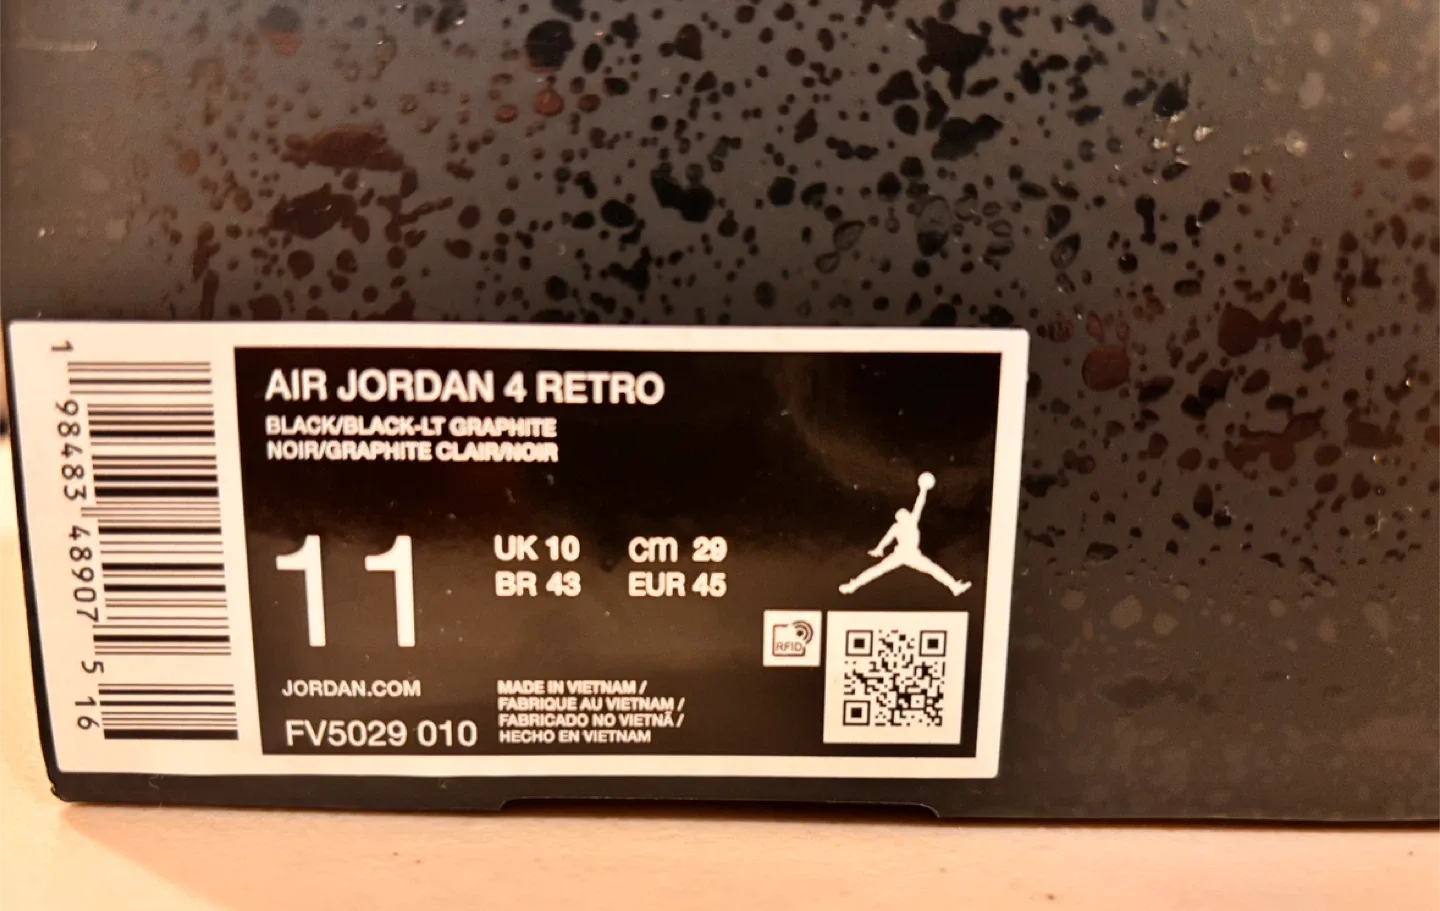 1 98483 48907 5 16
AIR JORDAN 4 RETRO
BLACK/BLACK-LT GRAPHITE
NOIR/GRAPHITE CLAIR/NOIR
11
UK 10 cm 29
BR 43 EUR 45
RFID
JORDAN.COM
FV5029 010
MADE IN VIETNAM /
FABRIQUE AU VIETNAM /
FABRICADO NO VIETNÃ /
HECHO EN VIETNAM